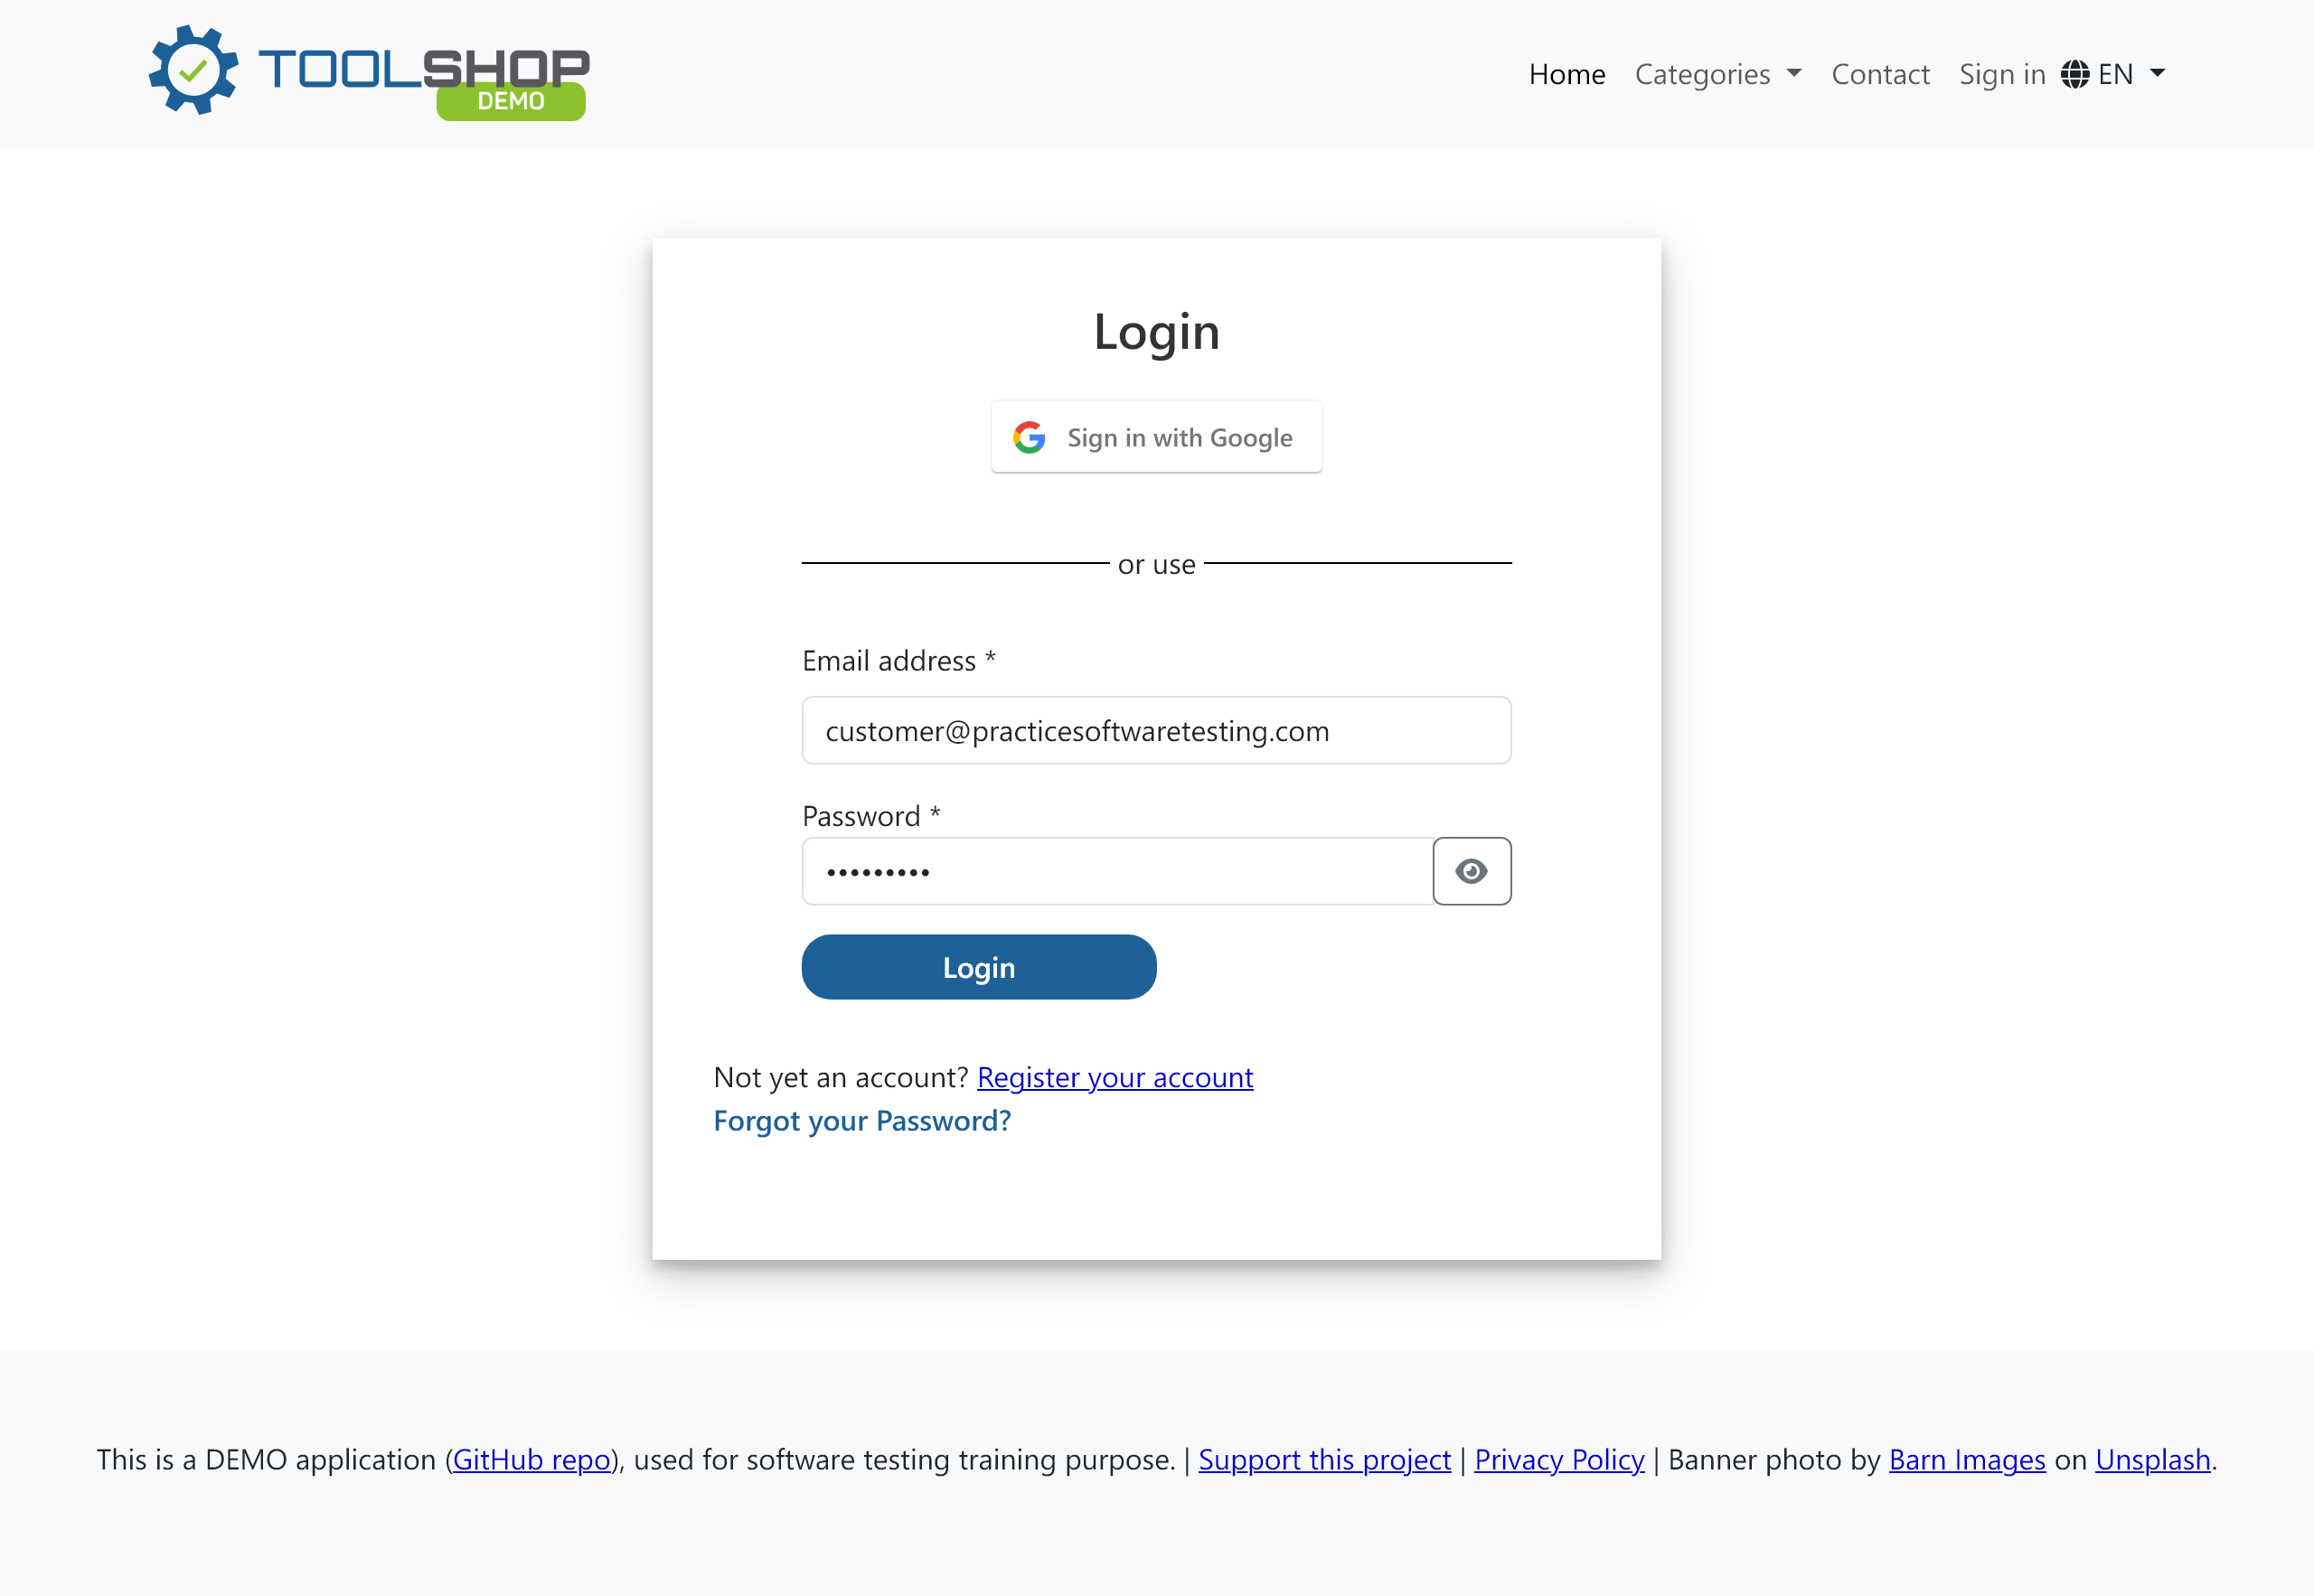 TOOLSHOP
DEMO
Home Categories Contact Sign in EN
Login
Sign in with Google
or use
Email address *
customer@practicesoftwaretesting.com
Password *
•••••••••
Login
Not yet an account? Register your account
Forgot your Password?
This is a DEMO application (GitHub repo), used for software testing training purpose. | Support this project | Privacy Policy | Banner photo by Barn Images on Unsplash.